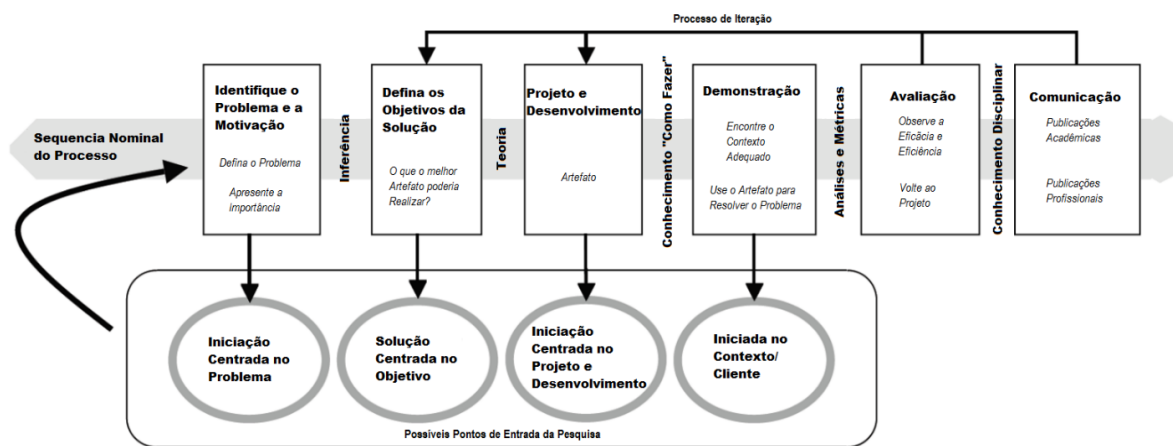 Processo de Iteração
Sequencia Nominal
do Processo
Identifique o
Problema e a
Motivação
Defina o Problema
Apresente a
Importância
Inferência
Defina os
Objetivos da
Solução
O que o melhor
Artefato poderia
Realizar?
Teoria
Projeto e
Desenvolvimento
Artefato
Conhecimento "Como Fazer"
Demonstração
Encontre o
Contexto
Adequado
Use o Artefato para
Resolver o Problema
Análises e Métricas
Avaliação
Observe a
Eficácia e
Eficiência
Volte ao
Projeto
Conhecimento Disciplinar
Comunicação
Publicações
Acadêmicas
Publicações
Profissionais
Iniciação
Centrada no
Problema
Solução
Centrada no
Objetivo
Iniciação
Centrada no
Projeto e
Desenvolvimento
Iniciada no
Contexto/
Cliente
Possíveis Pontos de Entrada da Pesquisa